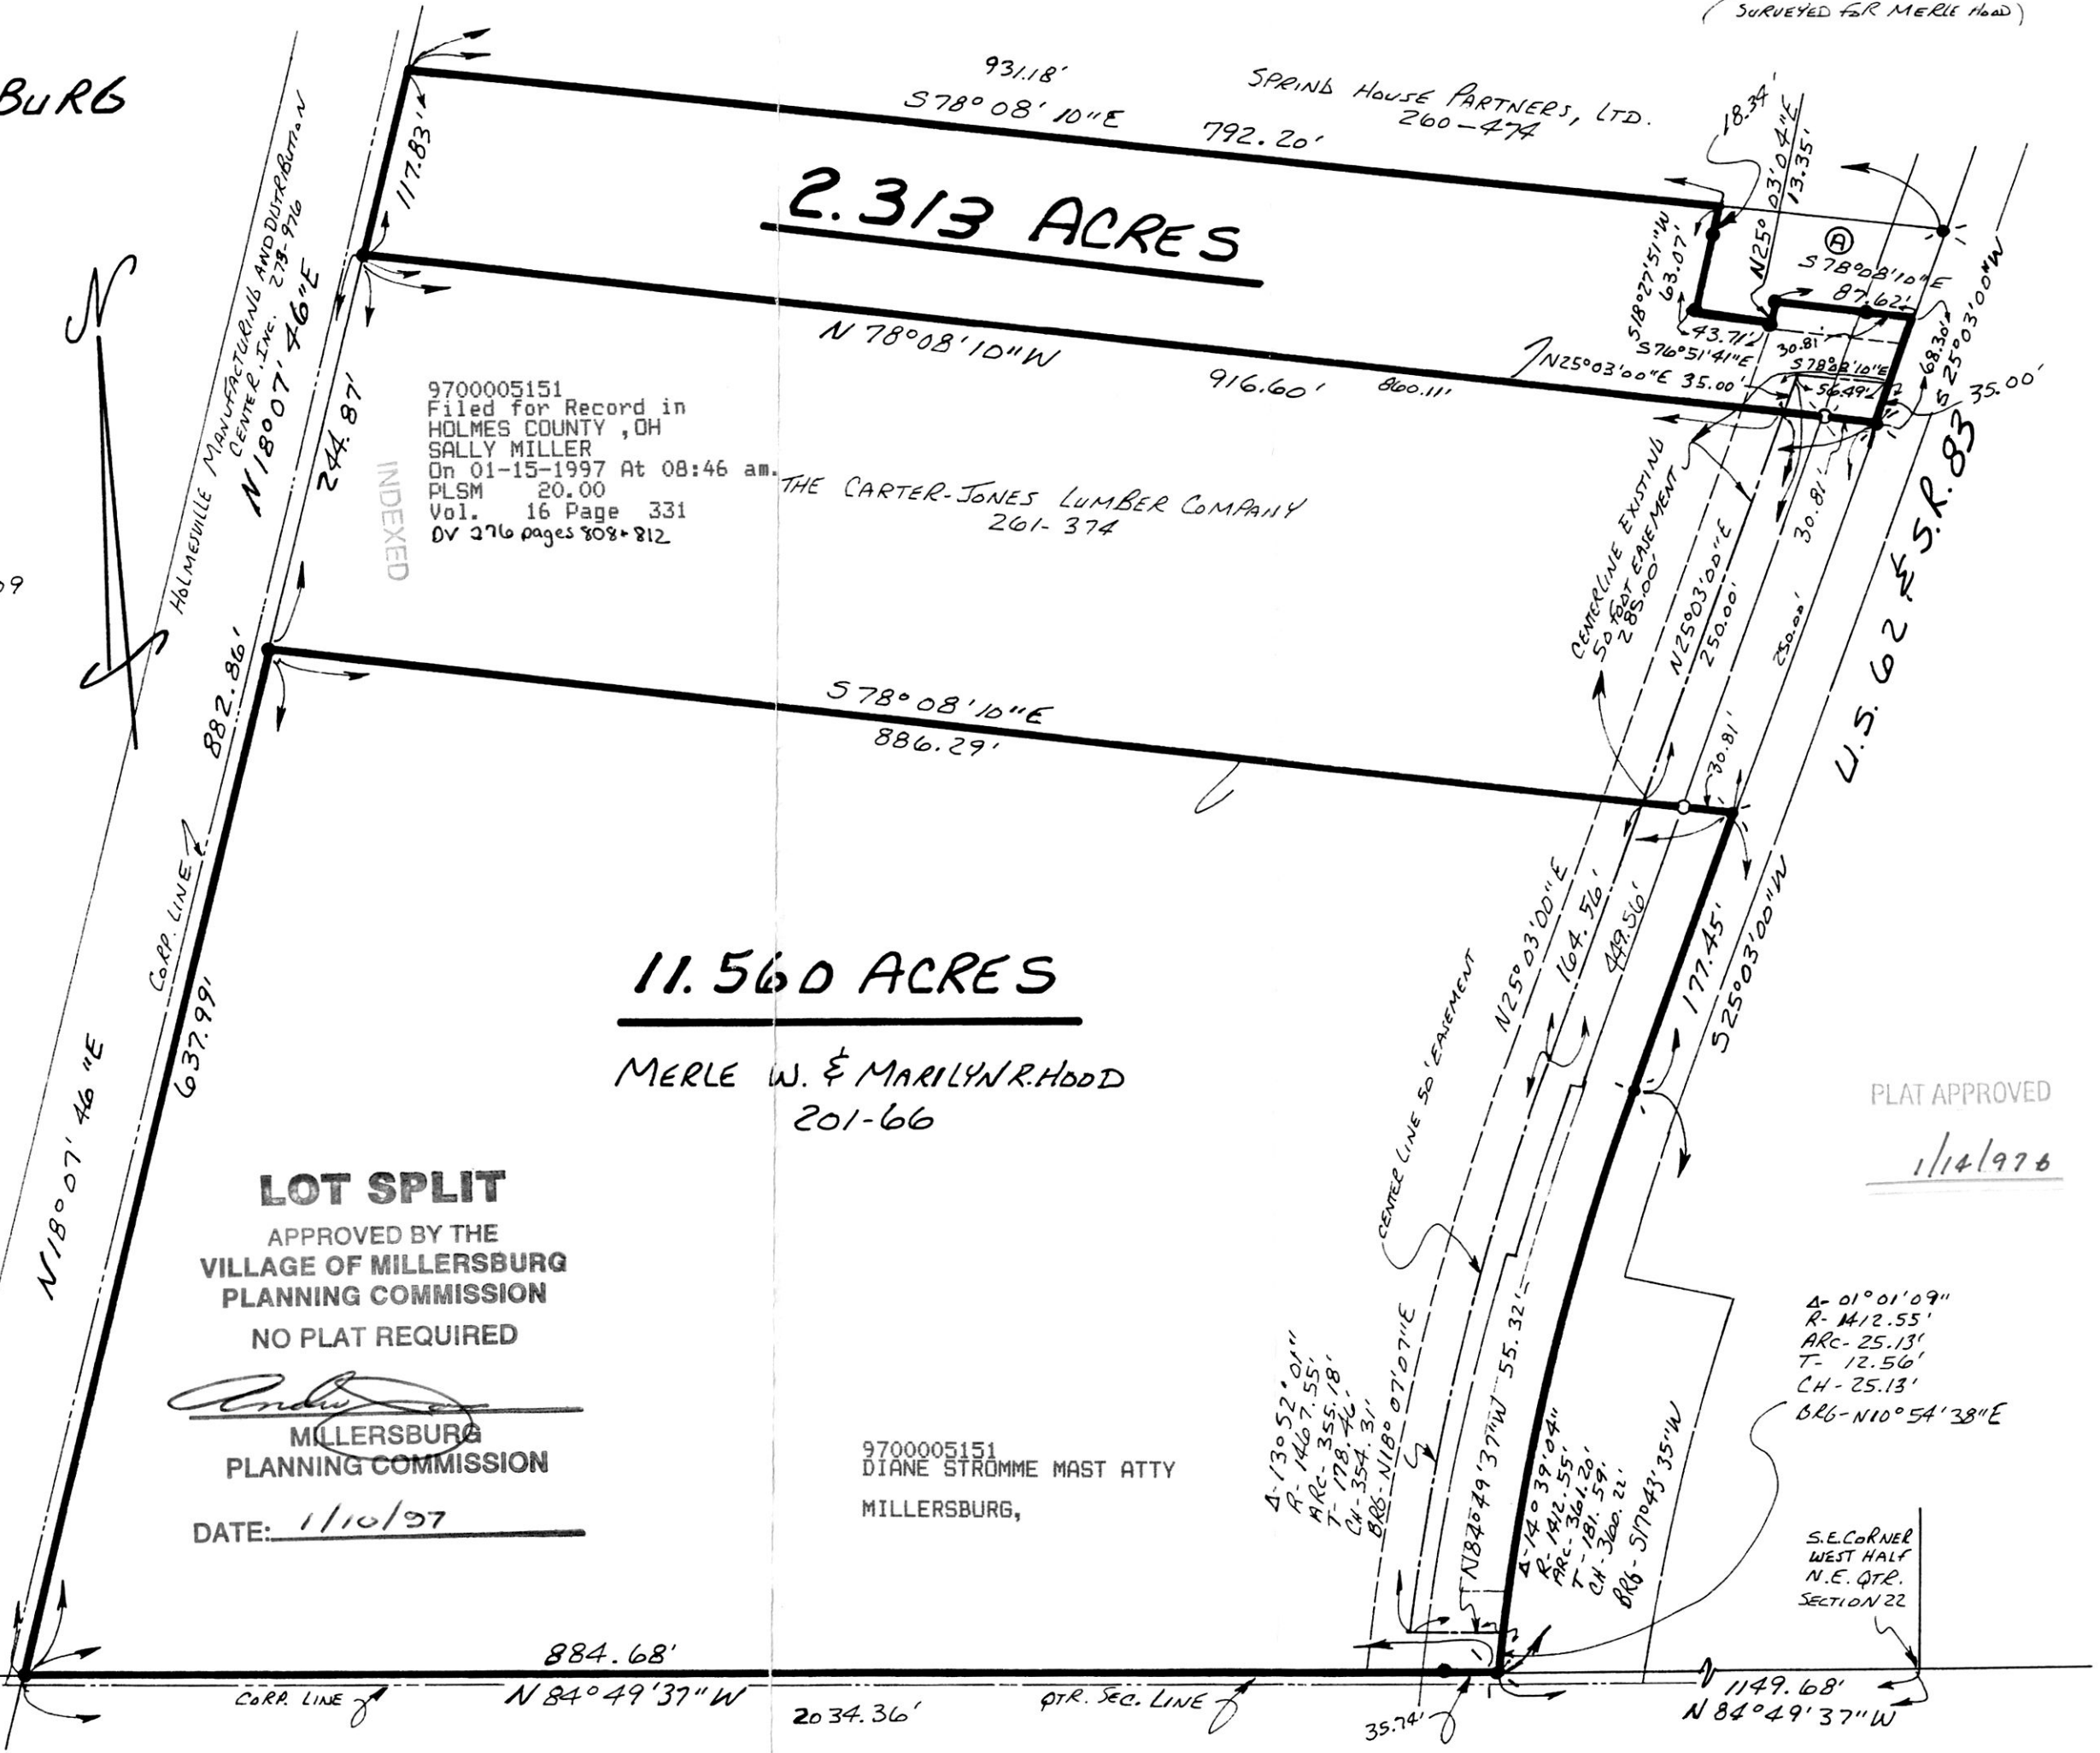 (SURVEYED FOR MERLE HOOD)
BURG
09
931.18'
S78°08'10"E
792.20'
SPRING HOUSE PARTNERS, LTD.
260-474
18.34'
N25°03'04"E
13.35'
117.83'
2.313 ACRES
S18°27'51"W
63.07'
A
S78°08'10"E
87.62'
43.71'
S76°51'41"E
30.81'
S78°08'10"E
56.49'
68.30'
S25°03'00"W
35.00'
N25°03'00"E 35.00'
N 78°08'10"W
916.60'
860.11'
HOLMESVILLE MANUFACTURING AND DISTRIBUTION
CENTER, INC. 273-976
N18°07'46"E
244.87'
9700005151
Filed for Record in
HOLMES COUNTY ,OH
SALLY MILLER
On 01-15-1997 At 08:46 am.
PLSM 20.00
Vol. 16 Page 331
DV 276 pages 808+812
INDEXED
THE CARTER-JONES LUMBER COMPANY
261-374
CENTERLINE EXISTING
50 FOOT EASEMENT
285.00'
N25°03'00"E
250.00'
30.81'
250.00'
U.S. 62 & S.R. 83
882.86'
S78°08'10"E
886.29'
30.81'
CORP. LINE
637.99'
N18°07'46"E
11.560 ACRES
MERLE W. & MARILYN R. HOOD
201-66
N25°03'00"E
164.56'
449.56'
177.45'
S25°03'00"W
CENTER LINE 50' EASEMENT
PLAT APPROVED
1/14/97
LOT SPLIT
APPROVED BY THE
VILLAGE OF MILLERSBURG
PLANNING COMMISSION
NO PLAT REQUIRED
MILLERSBURG
PLANNING COMMISSION
DATE: 1/10/97
9700005151
DIANE STROMME MAST ATTY
MILLERSBURG,
Δ-13°52'01"
R-1467.55'
ARC-355.18'
T-178.46'
CH-354.31'
BRG-N18°07'07"E
N84°49'37"W 55.32'
Δ-14°39'04"
R-1412.55'
ARC-361.20'
T-181.59'
CH-360.22'
BRG-S17°43'35"W
Δ-01°01'09"
R-1412.55'
ARC-25.13'
T-12.56'
CH-25.13'
BRG-N10°54'38"E
S.E. CORNER
WEST HALF
N.E. QTR.
SECTION 22
884.68'
CORP. LINE
N 84°49'37"W
2034.36'
QTR. SEC. LINE
35.74'
1149.68'
N 84°49'37"W